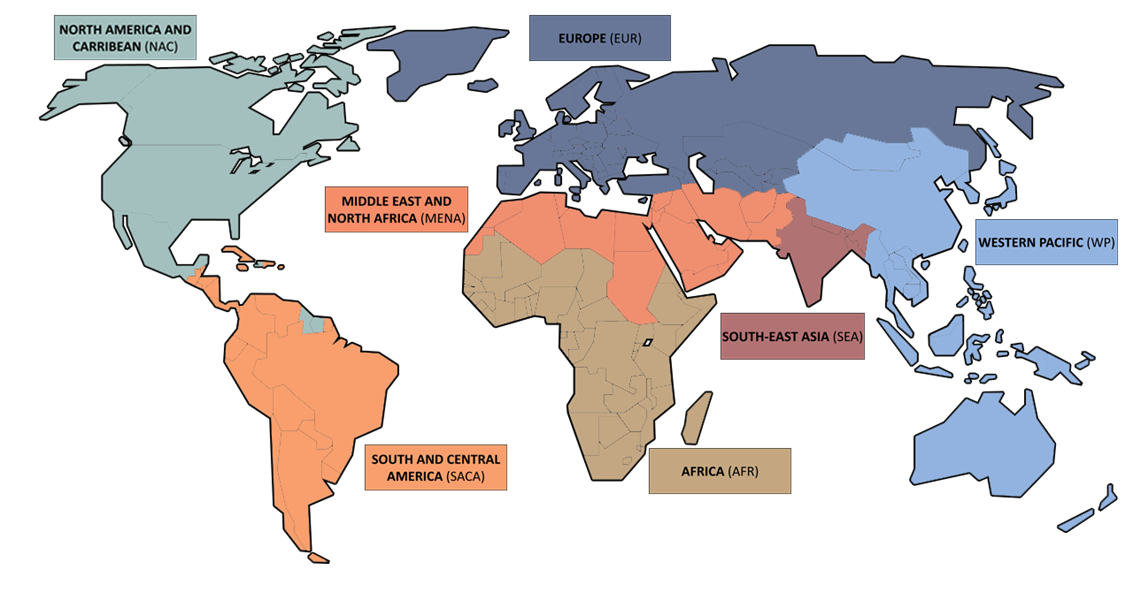 NORTH AMERICA AND
CARRIBEAN (NAC)
EUROPE (EUR)
MIDDLE EAST AND
NORTH AFRICA (MENA)
WESTERN PACIFIC (WP)
SOUTH-EAST ASIA (SEA)
SOUTH AND CENTRAL
AMERICA (SACA)
AFRICA (AFR)